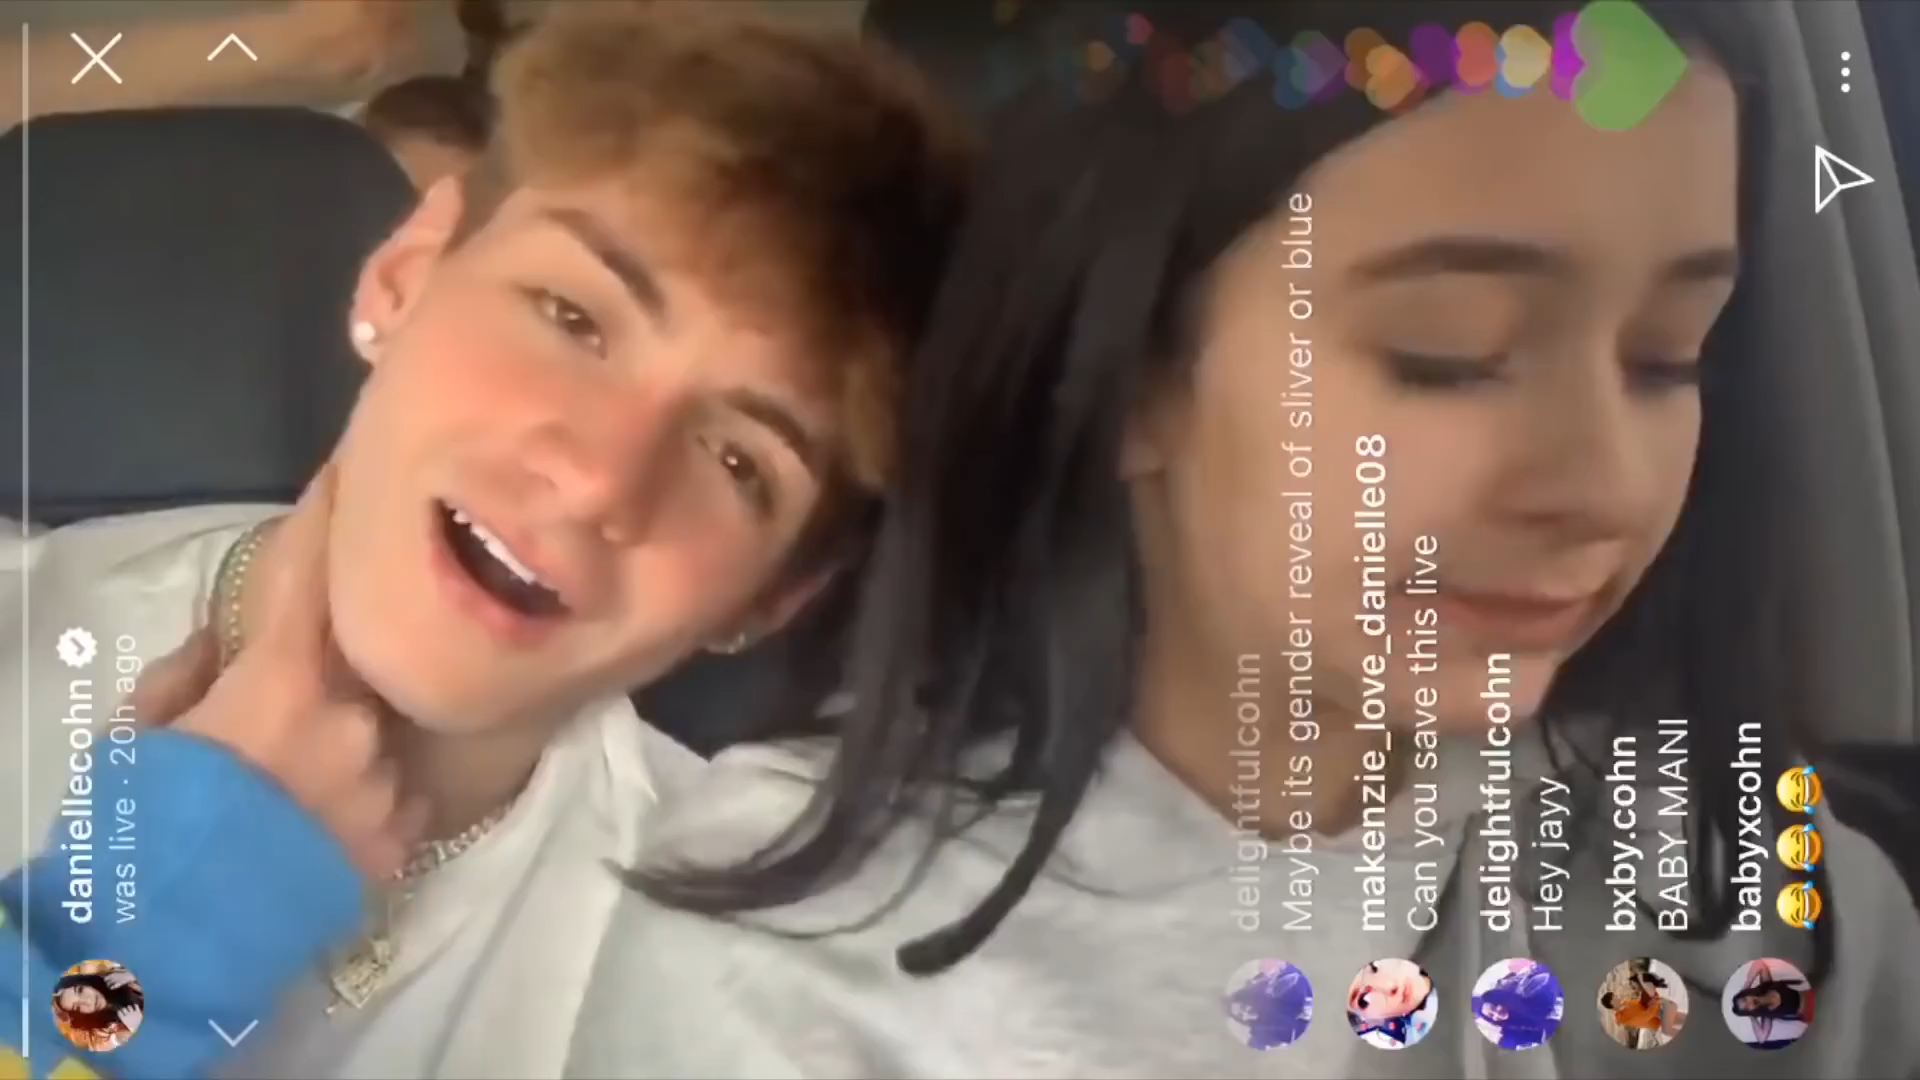 daniellecohn
was live · 20h ago
delightfulcohn
Maybe its gender reveal of sliver or blue
makenzie_love_danielle08
Can you save this live
delightfulcohn
Hey jayy
bxby.cohn
BABY MANI
babyxcohn
😂😂😂